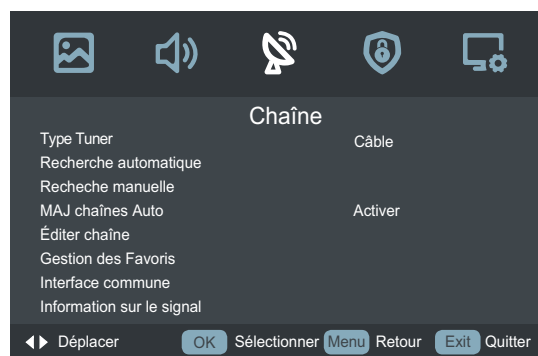 Chaîne
Type Tuner Câble
Recherche automatique
Recheche manuelle
MAJ chaînes Auto Activer
Éditer chaîne
Gestion des Favoris
Interface commune
Information sur le signal
Déplacer OK Sélectionner Menu Retour Exit Quitter